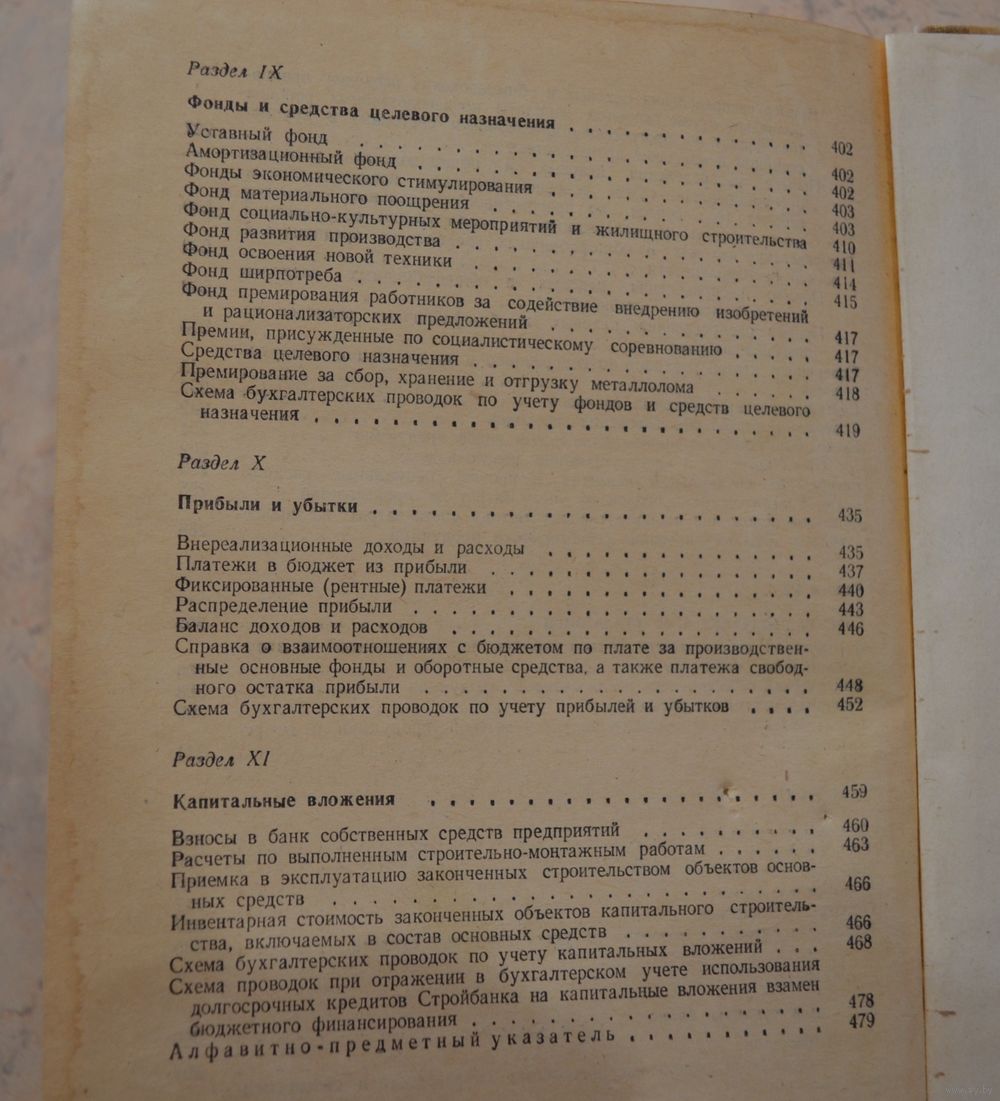 Раздел IX
Фонды и средства целевого назначения . . . . . . . . . . 402
Уставный фонд . . . . . . . . . . 402
Амортизационный фонд . . . . . . . . . . 402
Фонды экономического стимулирования . . . . . . . . . . 403
Фонд материального поощрения . . . . . . . . . . 403
Фонд социально-культурных мероприятий и жилищного строительства 410
Фонд развития производства . . . . . . . . . . 411
Фонд освоения новой техники . . . . . . . . . . 414
Фонд ширпотреба . . . . . . . . . . 415
Фонд премирования работников за содействие внедрению изобретений
и рационализаторских предложений . . . . . . . . . . 417
Премии, присужденные по социалистическому соревнованию . . . . 417
Средства целевого назначения . . . . . . . . . . 417
Премирование за сбор, хранение и отгрузку металлолома . . . . . . 418
Схема бухгалтерских проводок по учету фондов и средств целевого
назначения . . . . . . . . . . 419
Раздел X
Прибыли и убытки . . . . . . . . . . 435
Внереализационные доходы и расходы . . . . . . . . . . 435
Платежи в бюджет из прибыли . . . . . . . . . . 437
Фиксированные (рентные) платежи . . . . . . . . . . 440
Распределение прибыли . . . . . . . . . . 443
Баланс доходов и расходов . . . . . . . . . . 446
Справка о взаимоотношениях с бюджетом по плате за производствен-
ные основные фонды и оборотные средства, а также платежа свобод-
ного остатка прибыли . . . . . . . . . . 448
Схема бухгалтерских проводок по учету прибылей и убытков . . . . 452
Раздел XI
Капитальные вложения . . . . . . . . . . 459
Взносы в банк собственных средств предприятий . . . . . . . . . . 460
Расчеты по выполненным строительно-монтажным работам . . . . . . 463
Приемка в эксплуатацию законченных строительством объектов основ-
ных средств . . . . . . . . . . 466
Инвентарная стоимость законченных объектов капитального строитель-
ства, включаемых в состав основных средств . . . . . . . . . . 466
Схема бухгалтерских проводок по учету капитальных вложений . . . 468
Схема проводок при отражении в бухгалтерском учете использования
долгосрочных кредитов Стройбанка на капитальные вложения взамен
бюджетного финансирования . . . . . . . . . . 478
Алфавитно-предметный указатель . . . . . . . . . . 479